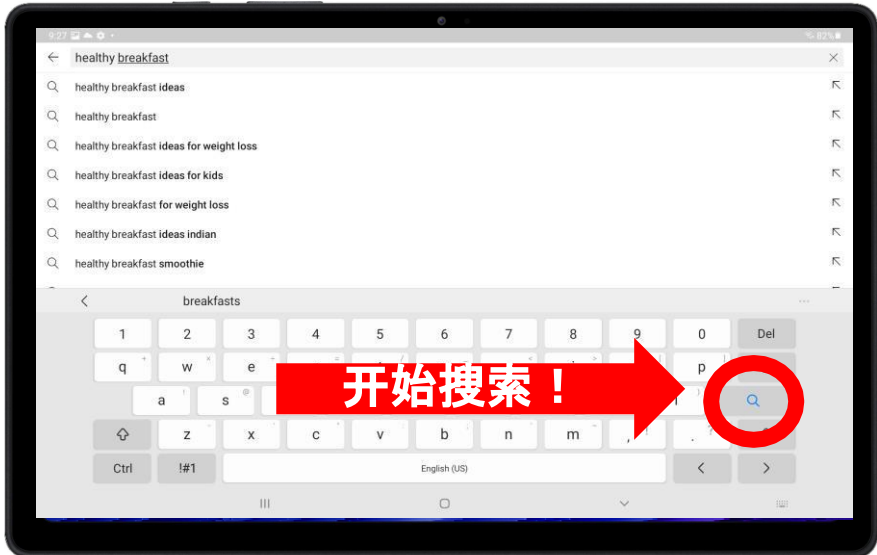 9:27 82%
healthy breakfast
healthy breakfast ideas
healthy breakfast
healthy breakfast ideas for weight loss
healthy breakfast ideas for kids
healthy breakfast for weight loss
healthy breakfast ideas indian
healthy breakfast smoothie
breakfasts
1 2 3 4 5 6 7 8 9 0 Del
q w e p
a s
开始搜索！
z x c v b n m , ! . ?
Ctrl !#1 English (US) < >